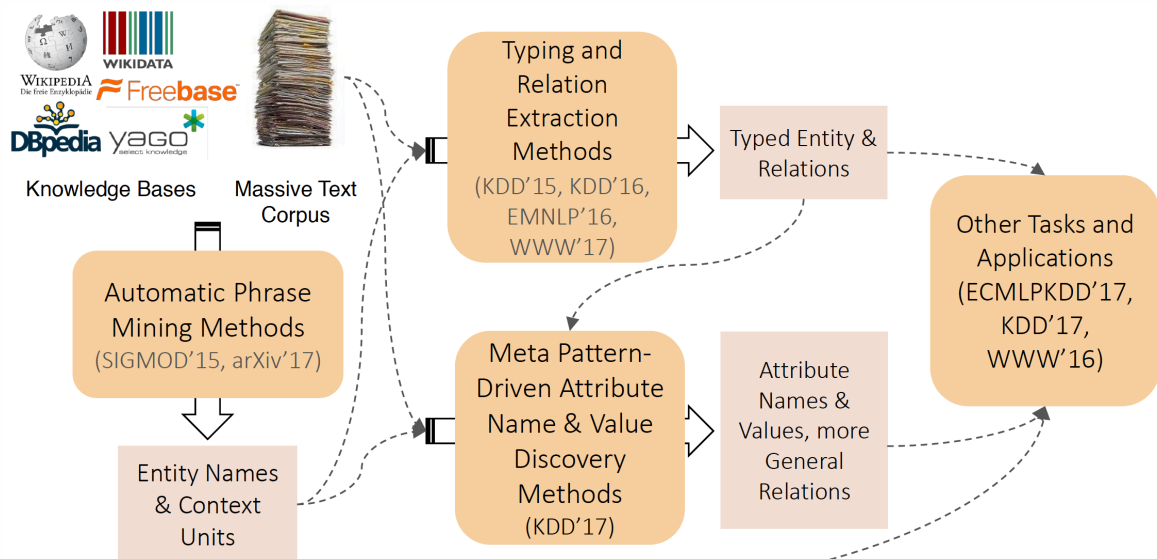 WIKIPEDIA
Die freie Enzyklopädie
WIKIDATA
Freebase
DBpedia
yago
select knowledge
Knowledge Bases
Massive Text
Corpus
Automatic Phrase
Mining Methods
(SIGMOD'15, arXiv'17)
Entity Names
& Context
Units
Typing and
Relation
Extraction
Methods
(KDD'15, KDD'16,
EMNLP'16,
WWW'17)
Typed Entity &
Relations
Meta Pattern-
Driven Attribute
Name & Value
Discovery
Methods
(KDD'17)
Attribute
Names &
Values, more
General
Relations
Other Tasks and
Applications
(ECMLPKDD'17,
KDD'17,
WWW'16)